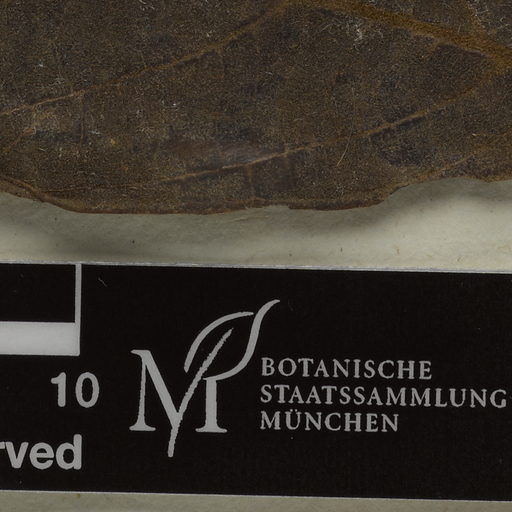 10
rved
BOTANISCHE
STAATSSAMMLUNG
MÜNCHEN